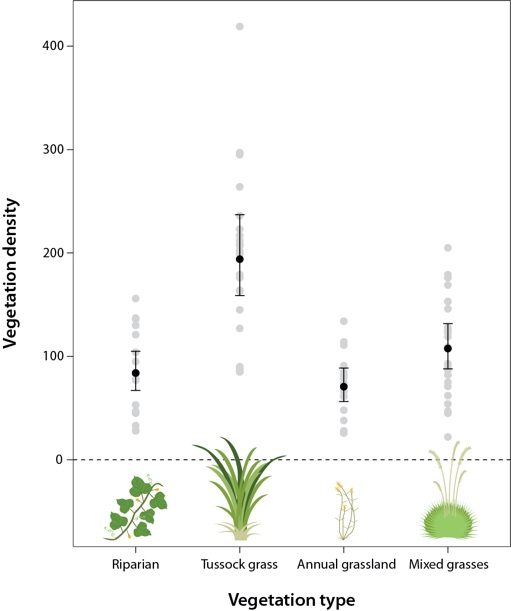 Vegetation density
400
300
200
100
0
Riparian
Tussock grass
Annual grassland
Mixed grasses
Vegetation type